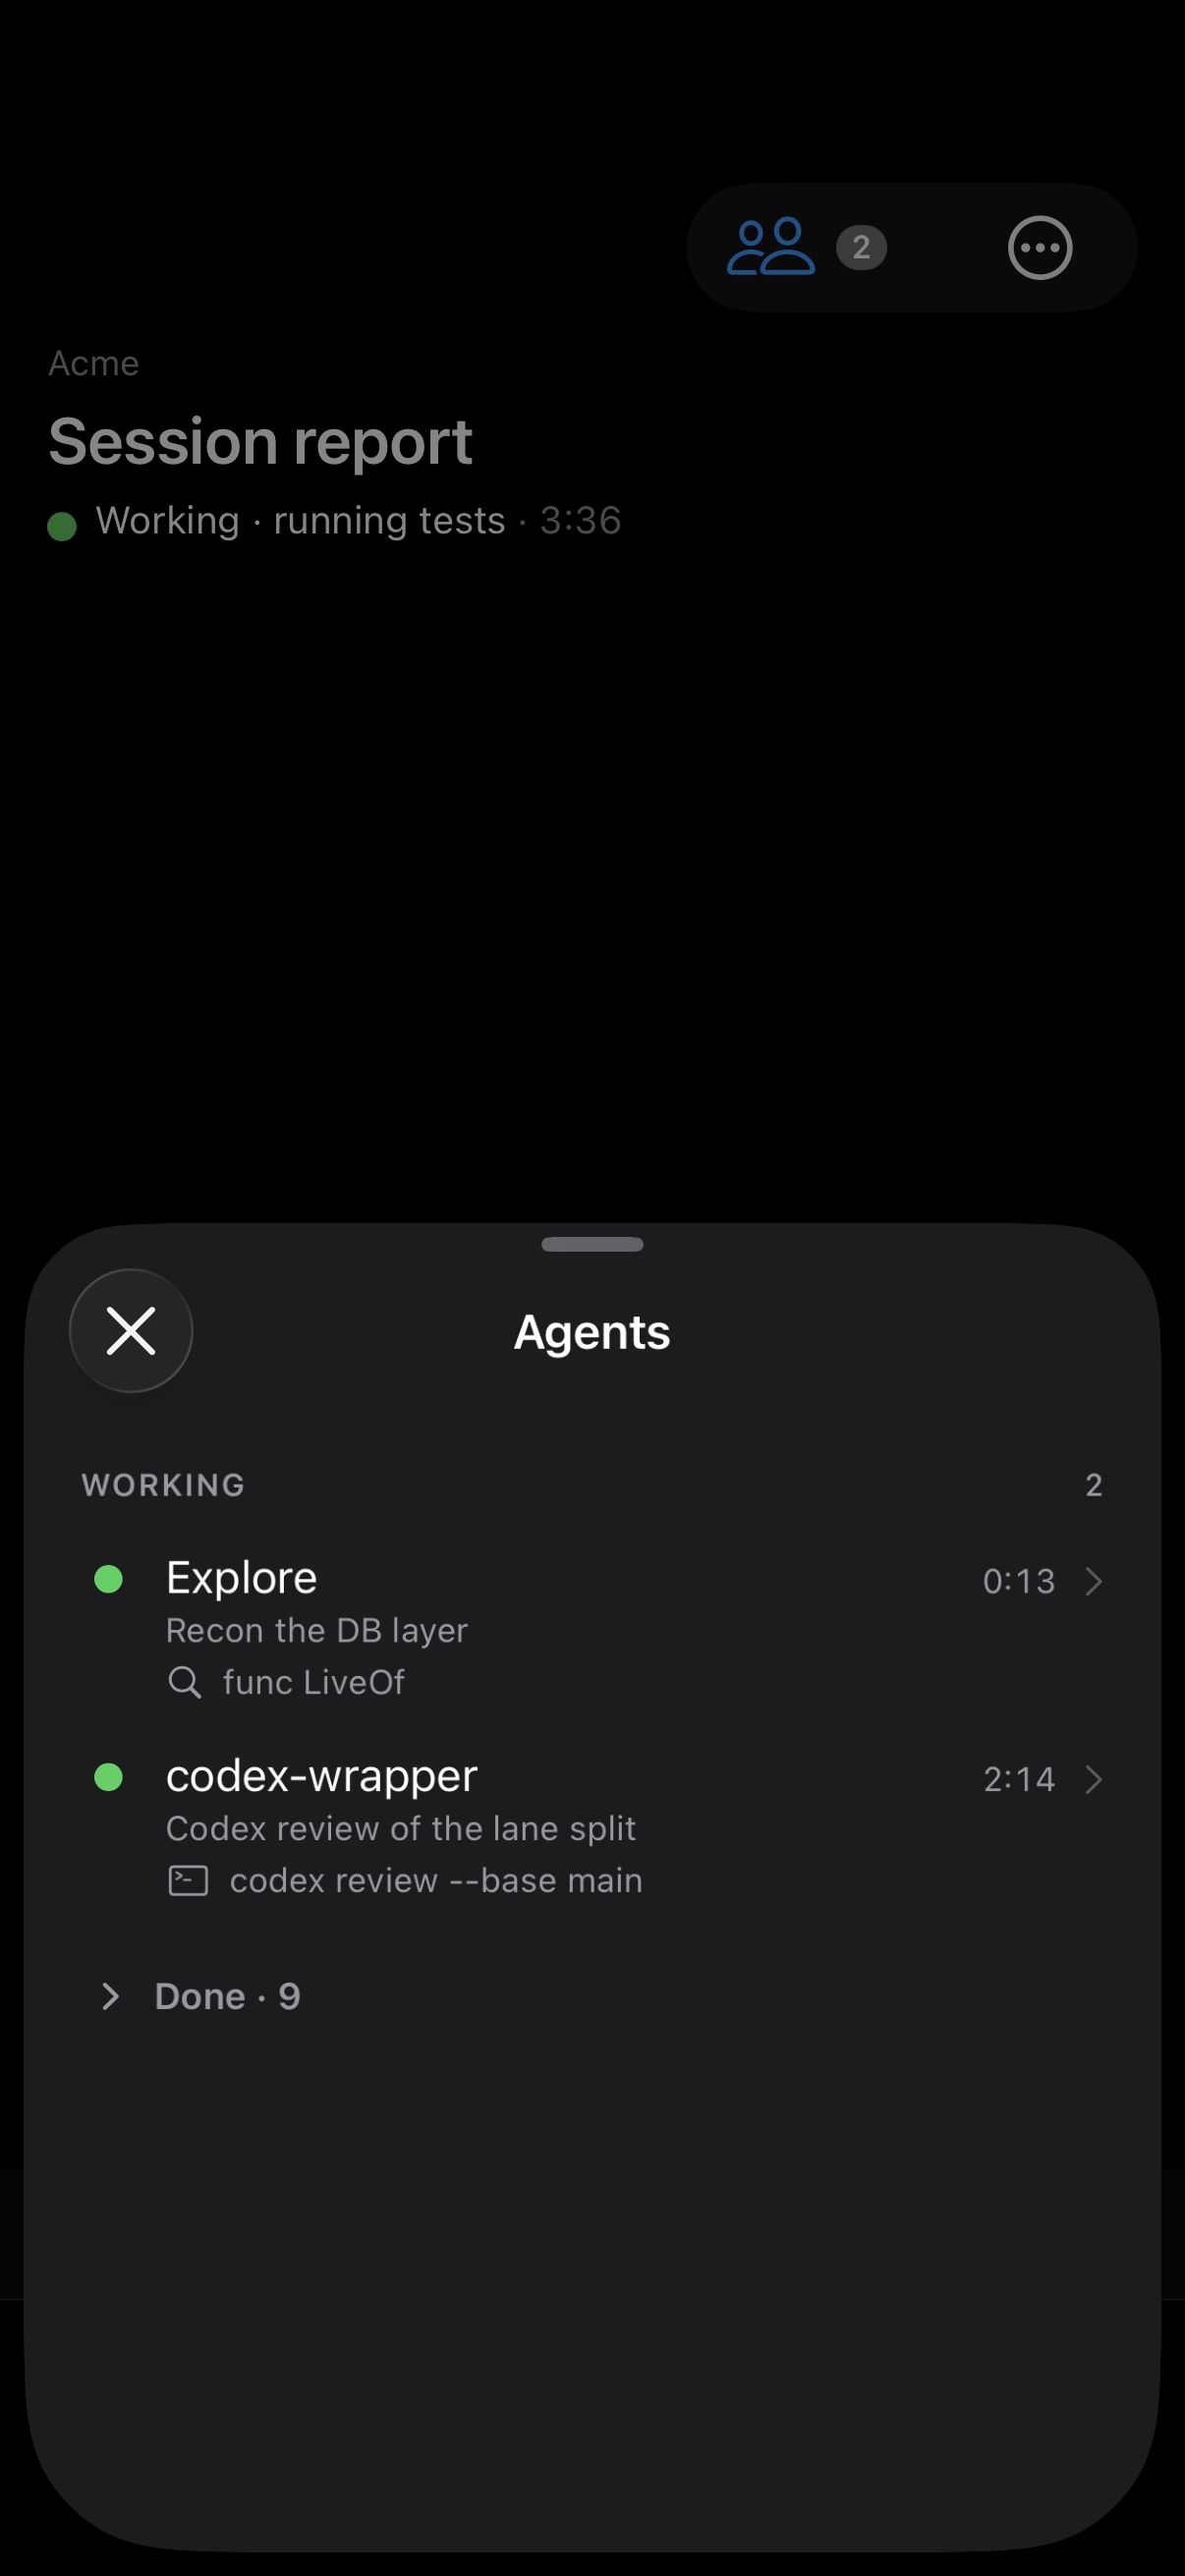 2
Acme
Session report
Working · running tests · 3:36
Agents
WORKING 2
Explore 0:13
Recon the DB layer
func LiveOf
codex-wrapper 2:14
Codex review of the lane split
codex review --base main
Done · 9